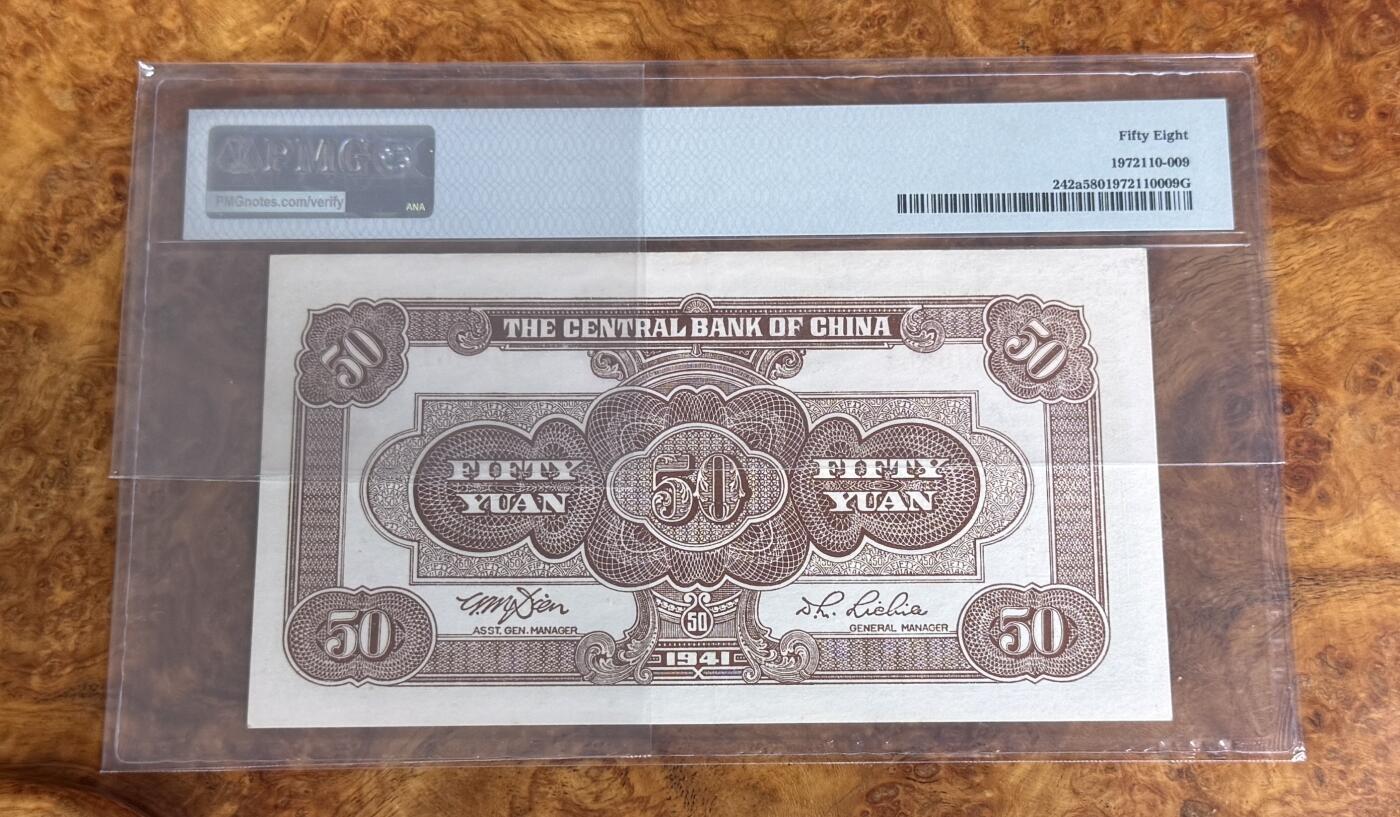 PMG
PMGnotes.com/verify
ANA
Fifty Eight
1972110-009
242a5801972110009G
50
THE CENTRAL BANK OF CHINA
50
FIFTY
YUAN
50
FIFTY
YUAN
ASST. GEN. MANAGER
50
GENERAL MANAGER
50
1941
50